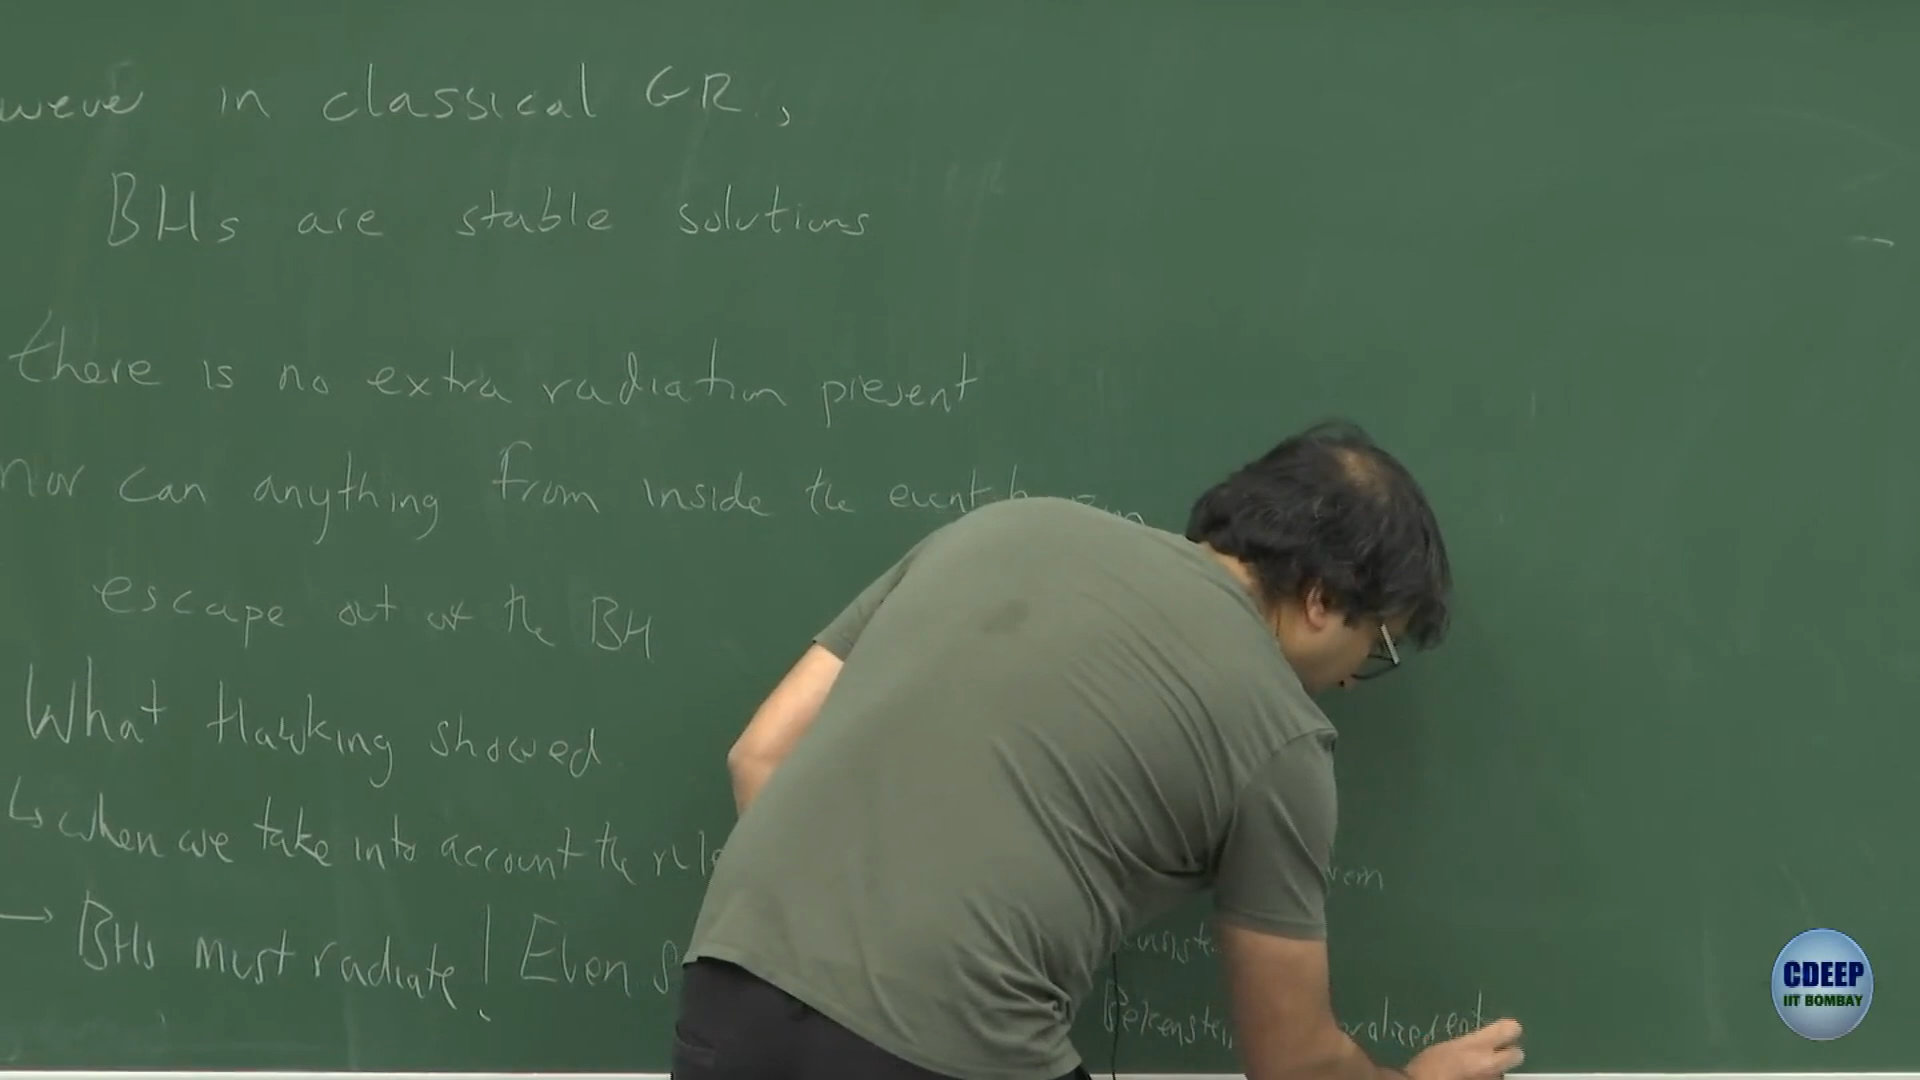 in classical GR,
BHs are stable solutions
there is no extra radiation present
nor can anything from inside the event
escape out of the BH
What Hawking showed
↳ when we take into account the
→ BHs must radiate! Even
CDEEP
IIT BOMBAY